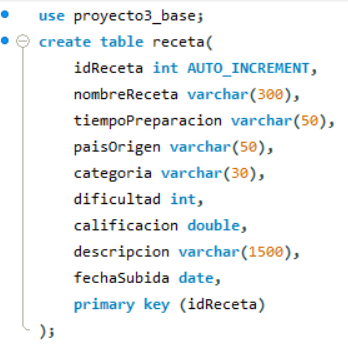 use proyecto3_base;
create table receta(
idReceta int AUTO_INCREMENT,
nombreReceta varchar(300),
tiempoPreparacion varchar(50),
paisOrigen varchar(50),
categoria varchar(30),
dificultad int,
calificacion double,
descripcion varchar(1500),
fechaSubida date,
primary key (idReceta)
);